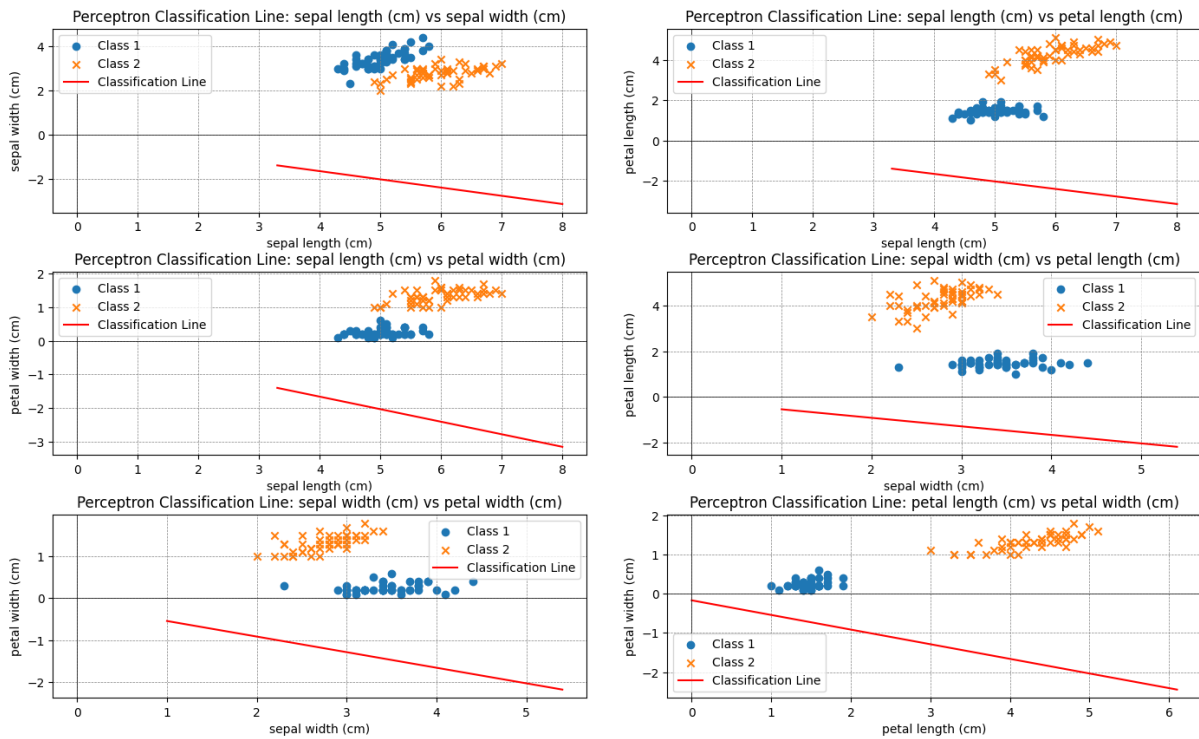 Perceptron Classification Line: sepal length (cm) vs sepal width (cm)
Class 1
Class 2
Classification Line
sepal width (cm)
4
2
0
−2
0 1 2 3 4 5 6 7 8
sepal length (cm)
Perceptron Classification Line: sepal length (cm) vs petal length (cm)
Class 1
Class 2
Classification Line
petal length (cm)
4
2
0
−2
0 1 2 3 4 5 6 7 8
sepal length (cm)
Perceptron Classification Line: sepal length (cm) vs petal width (cm)
Class 1
Class 2
Classification Line
petal width (cm)
2
1
0
−1
−2
−3
0 1 2 3 4 5 6 7 8
sepal length (cm)
Perceptron Classification Line: sepal width (cm) vs petal length (cm)
Class 1
Class 2
Classification Line
petal length (cm)
4
2
0
−2
0 1 2 3 4 5
sepal width (cm)
Perceptron Classification Line: sepal width (cm) vs petal width (cm)
Class 1
Class 2
Classification Line
petal width (cm)
1
0
−1
−2
0 1 2 3 4 5
sepal width (cm)
Perceptron Classification Line: petal length (cm) vs petal width (cm)
Class 1
Class 2
Classification Line
petal width (cm)
2
1
0
−1
−2
0 1 2 3 4 5 6
petal length (cm)